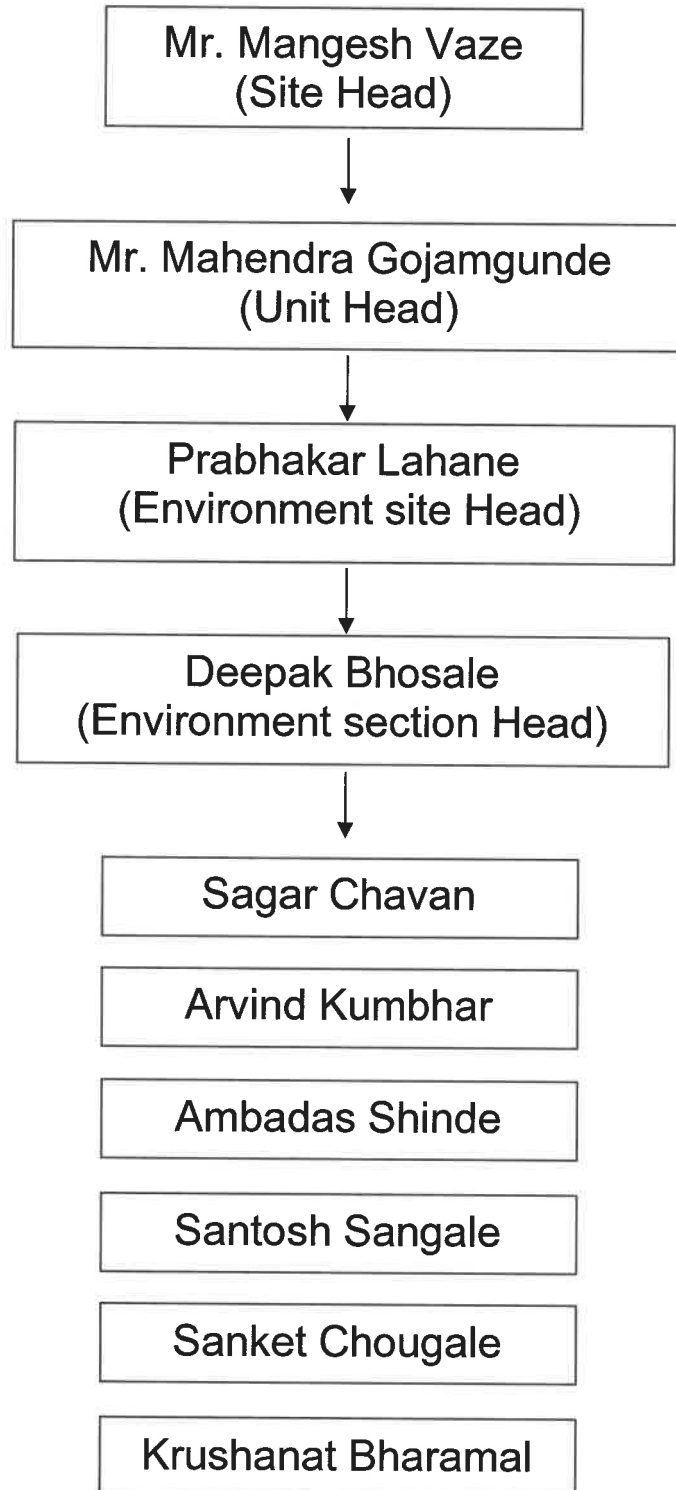 Mr. Mangesh Vaze
(Site Head)
Mr. Mahendra Gojamgunde
(Unit Head)
Prabhakar Lahane
(Environment site Head)
Deepak Bhosale
(Environment section Head)
Sagar Chavan
Arvind Kumbhar
Ambadas Shinde
Santosh Sangale
Sanket Chougale
Krushanat Bharamal